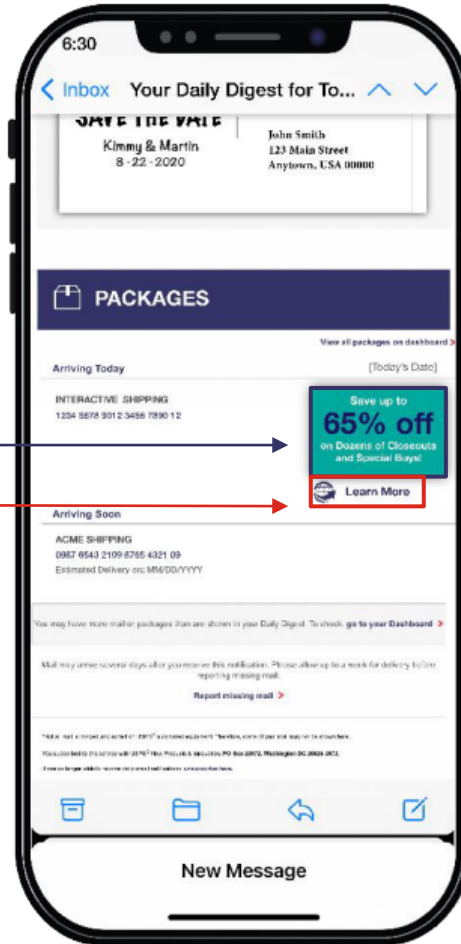 6:30
Inbox Your Daily Digest for To...
SAVE THE DATE
Kimmy & Martin
8-22-2020
John Smith
123 Main Street
Anytown, USA 00000
PACKAGES
View all packages on dashboard >
Arriving Today [Today's Date]
INTERACTIVE SHIPPING
1234 5678 9012 3456 7890 12
Save up to
65% off
on Dozens of Closeouts
and Special Buys!
Learn More
Arriving Soon
ACME SHIPPING
0987 6543 2109 8765 4321 09
Estimated Delivery on: MM/DD/YYYY
You may have more mail or packages than are shown in your Daily Digest. To check, go to your Dashboard >
Mail may arrive several days after you receive this notification. Please allow up to a week for delivery before
reporting missing mail.
Report missing mail >
New Message